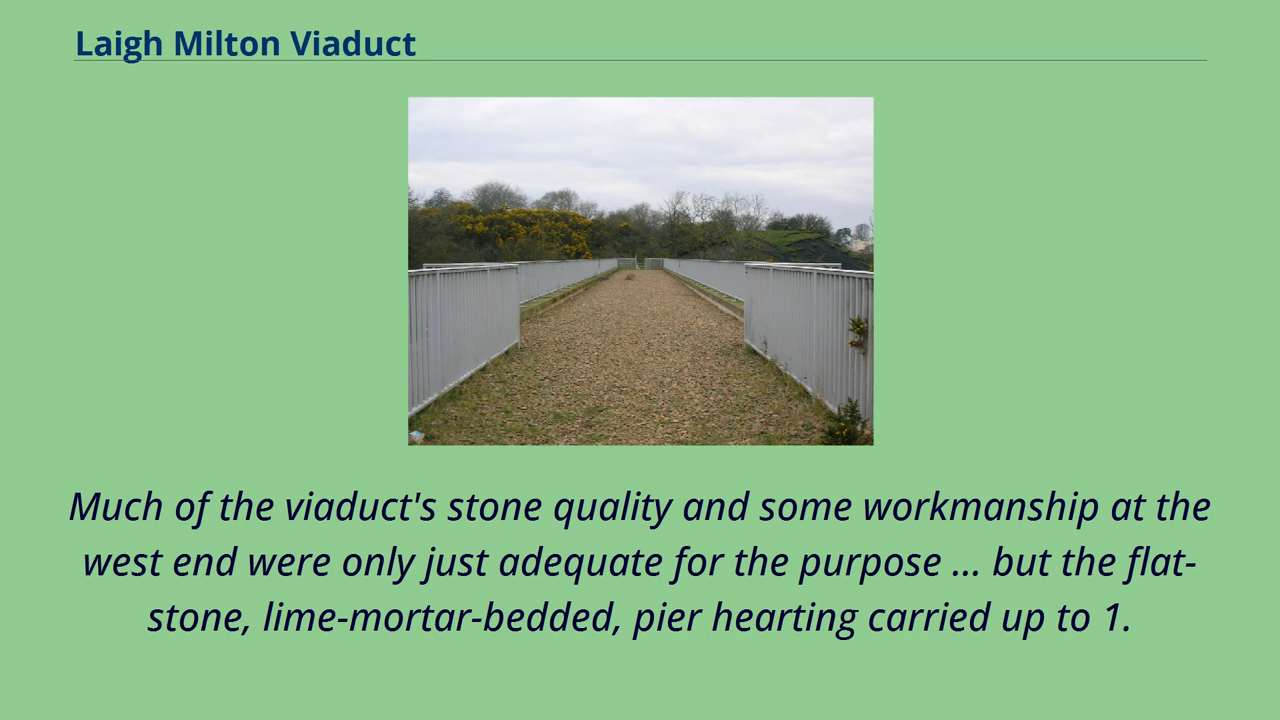 Laigh Milton Viaduct
Much of the viaduct's stone quality and some workmanship at the
west end were only just adequate for the purpose ... but the flat-
stone, lime-mortar-bedded, pier hearting carried up to 1.